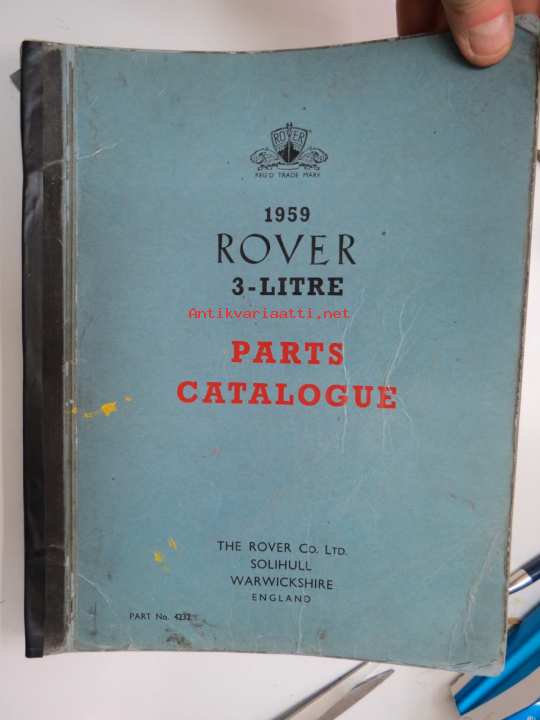 ROVER
REG'D TRADE MARK
1959
ROVER
3-LITRE
Antikvariaatti.net
PARTS
CATALOGUE
THE ROVER CO. LTD.
SOLIHULL
WARWICKSHIRE
ENGLAND
PART No. 4232